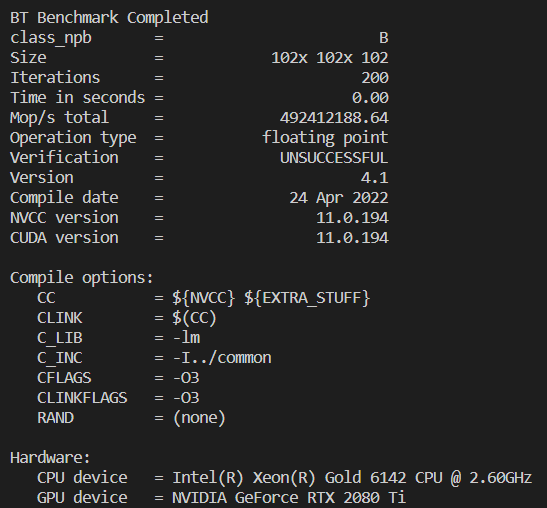 BT Benchmark Completed
class_npb = B
Size = 102x 102x 102
Iterations = 200
Time in seconds = 0.00
Mop/s total = 492412188.64
Operation type = floating point
Verification = UNSUCCESSFUL
Version = 4.1
Compile date = 24 Apr 2022
NVCC version = 11.0.194
CUDA version = 11.0.194
Compile options:
CC = ${NVCC} ${EXTRA_STUFF}
CLINK = $(CC)
C_LIB = -lm
C_INC = -I../common
CFLAGS = -O3
CLINKFLAGS = -O3
RAND = (none)
Hardware:
CPU device = Intel(R) Xeon(R) Gold 6142 CPU @ 2.60GHz
GPU device = NVIDIA GeForce RTX 2080 Ti